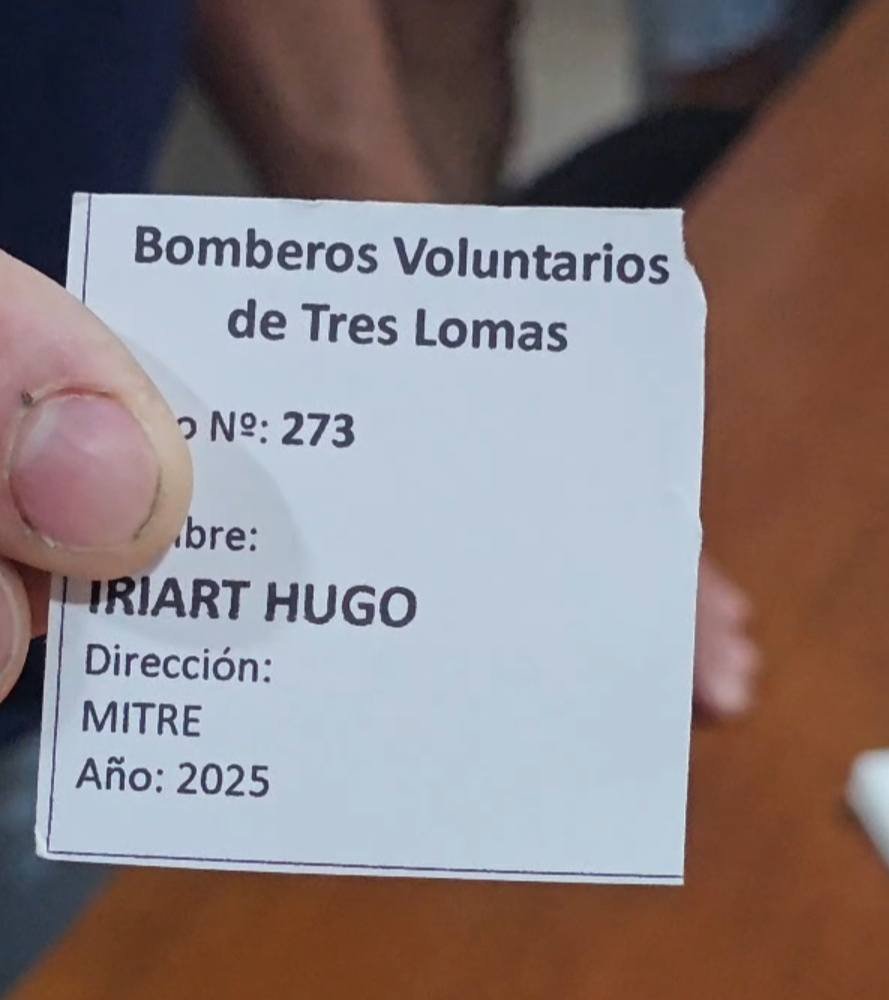 Bomberos Voluntarios
de Tres Lomas
Nº: 273
IRIART HUGO
Dirección:
MITRE
Año: 2025